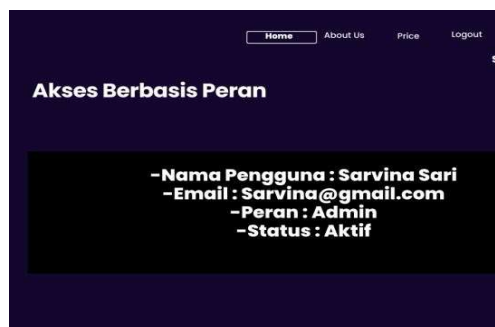 Home About Us Price Logout
Akses Berbasis Peran
-Nama Pengguna : Sarvina Sari
-Email : Sarvina@gmail.com
-Peran : Admin
-Status : Aktif